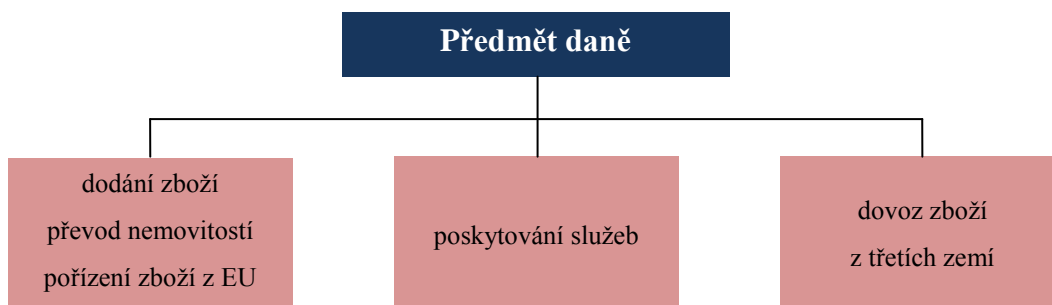 Předmět daně
dodání zboží
převod nemovitostí
pořízení zboží z EU
poskytování služeb
dovoz zboží
z třetích zemí